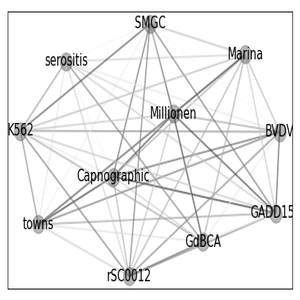 SMGC
Marina
serositis
Millionen
K562
BVDV
Capnographic
GADD15
towns
GdBCA
rSC0012